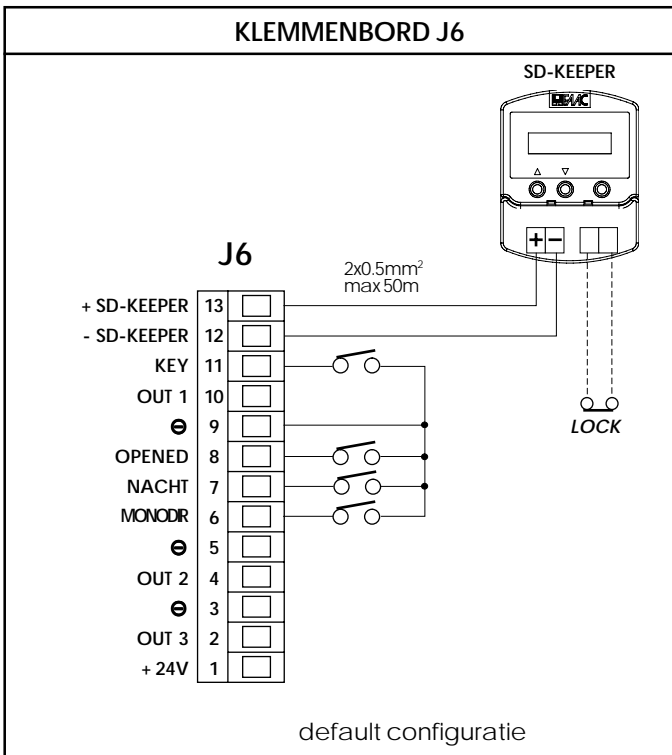 KLEMMENBORD J6
SD-KEEPER
FAAC
+ −
J6
2x0.5mm²
max 50m
+ SD-KEEPER 13
- SD-KEEPER 12
KEY 11
OUT 1 10
⊖ 9
OPENED 8
NACHT 7
MONODIR 6
⊖ 5
OUT 2 4
⊖ 3
OUT 3 2
+ 24V 1
LOCK
default configuratie